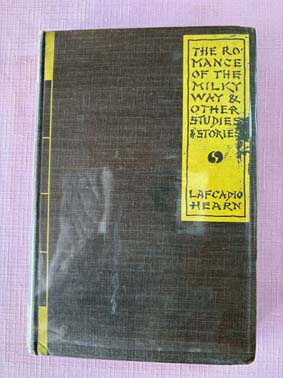 THE RO-
MANCE
OF THE
MILKY
WAY &
OTHER
STUDIES
& STORIES
LAFCADIO
HEARN